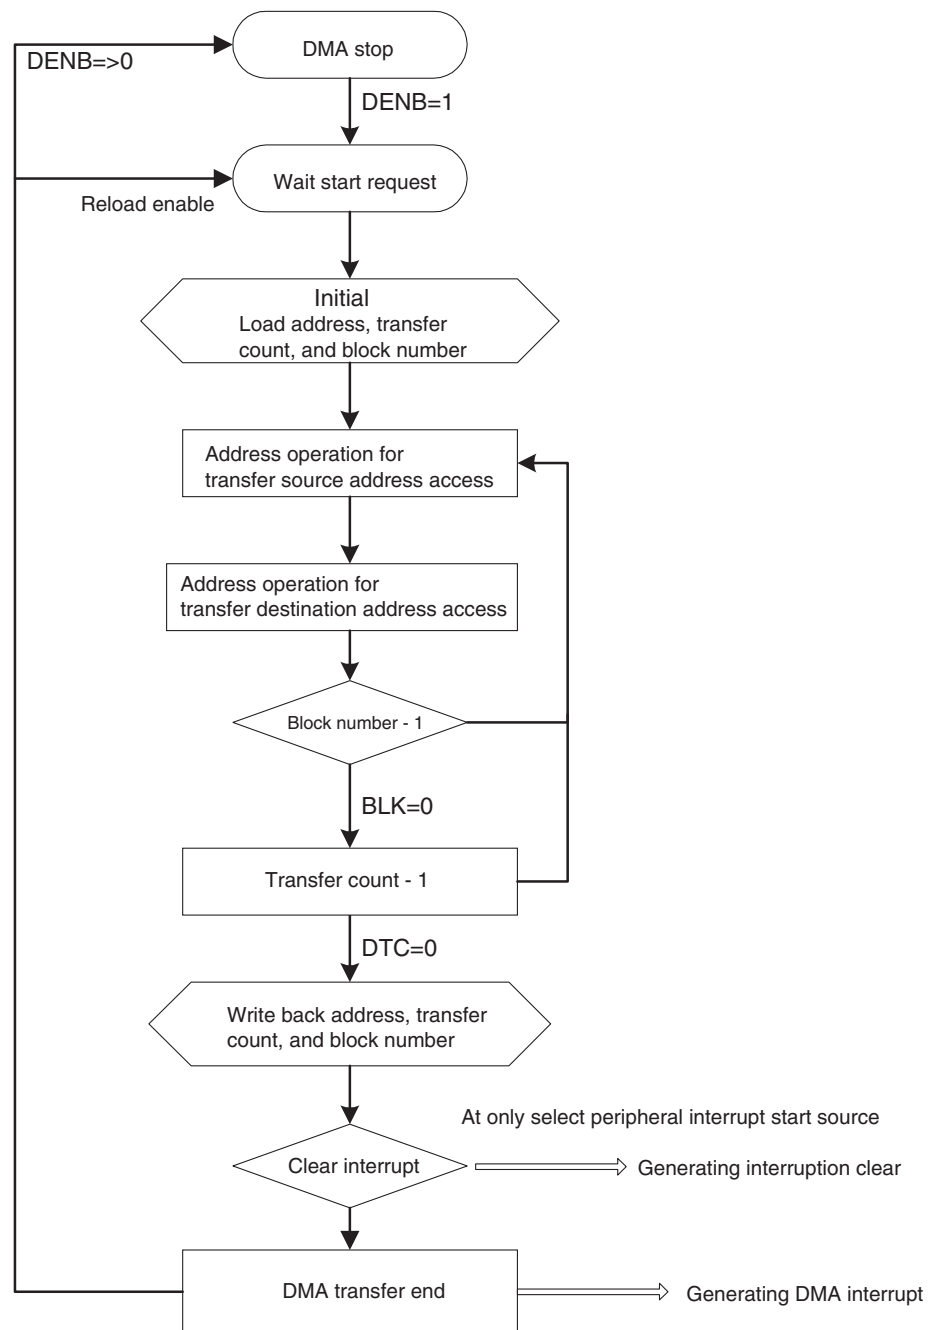 DMA stop
DENB=>0
DENB=1
Wait start request
Reload enable
Initial
Load address, transfer
count, and block number
Address operation for
transfer source address access
Address operation for
transfer destination address access
Block number - 1
BLK=0
Transfer count - 1
DTC=0
Write back address, transfer
count, and block number
At only select peripheral interrupt start source
Clear interrupt
Generating interruption clear
DMA transfer end
Generating DMA interrupt